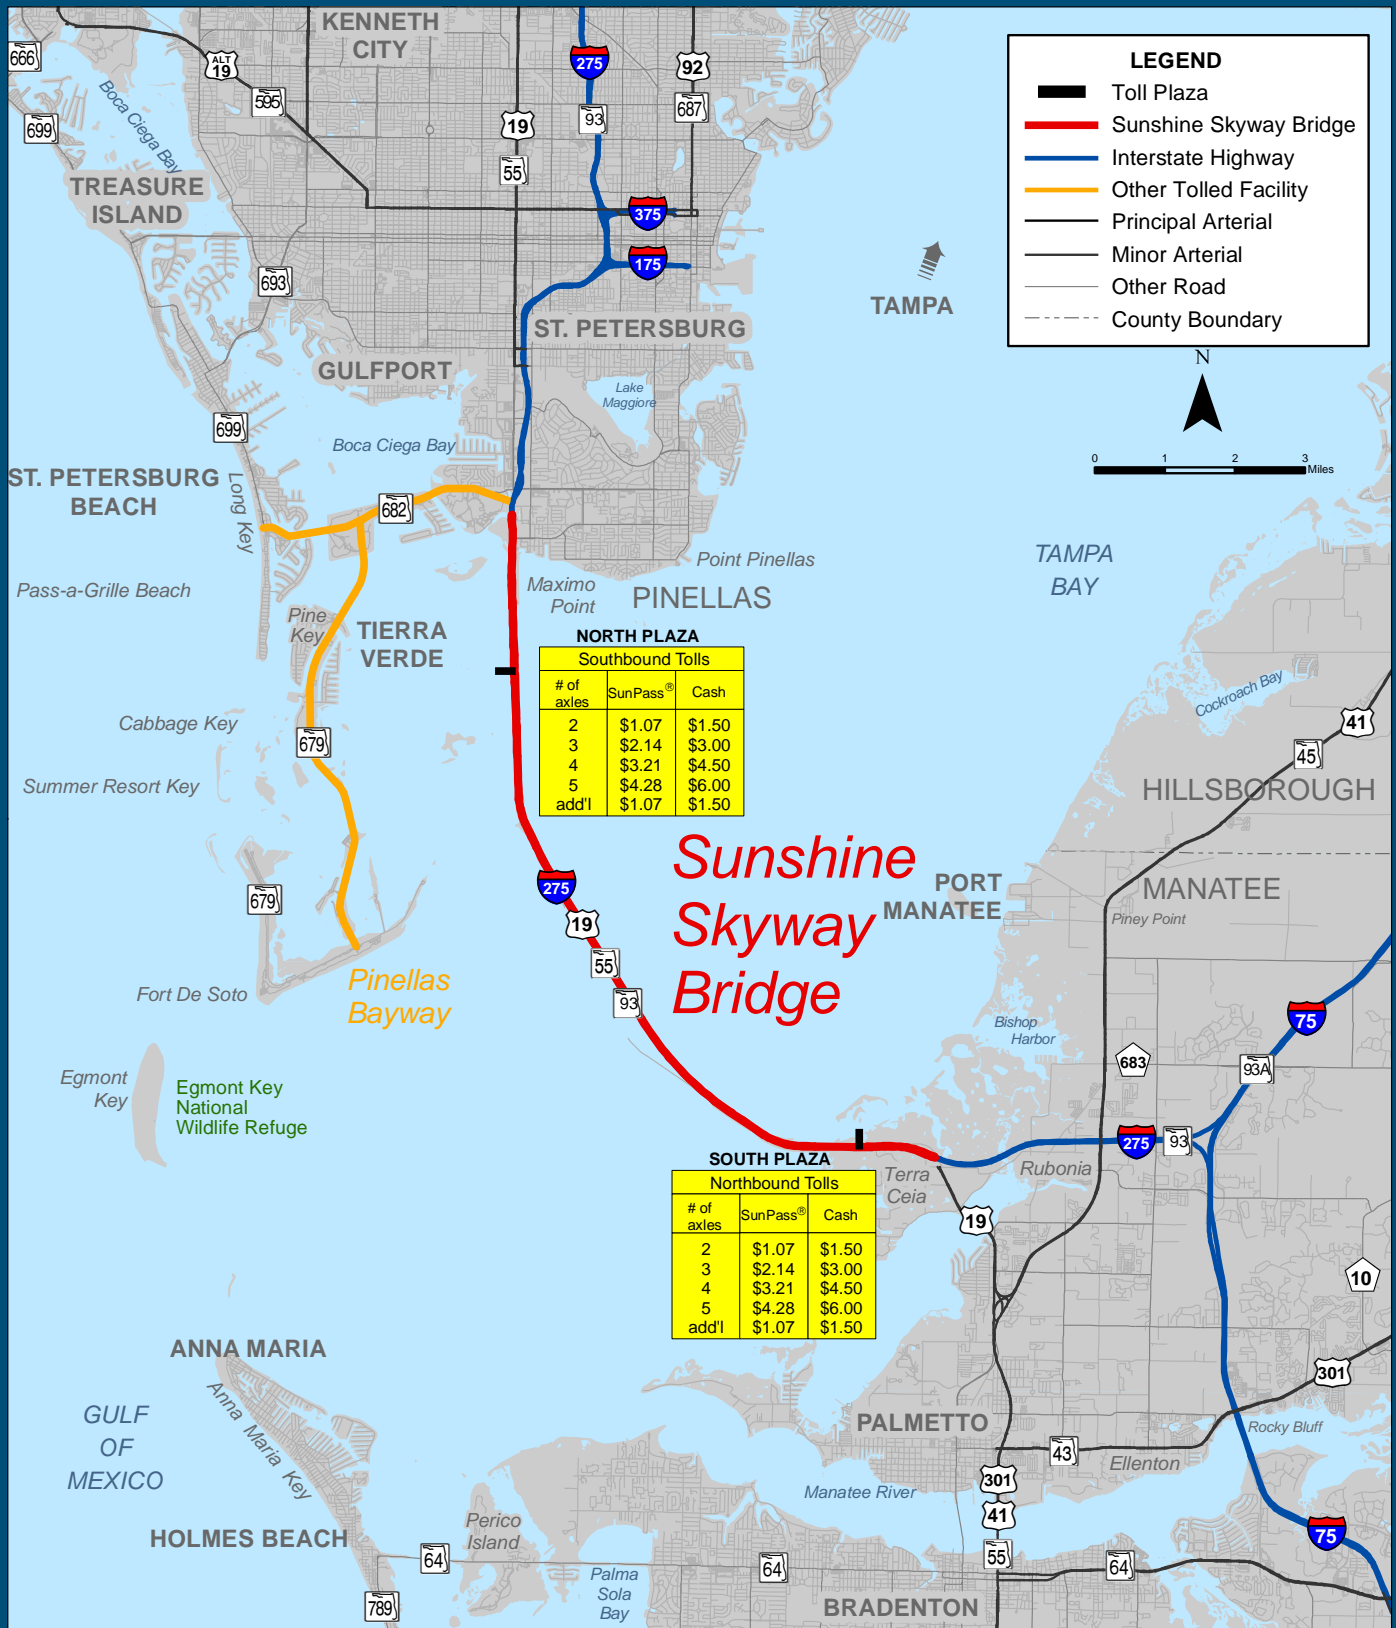 KENNETH
CITY
666
ALT
19
595
275
92
93
687
699
Boca Ciega Bay
19
55
TREASURE
ISLAND
375
175
693
ST. PETERSBURG
GULFPORT
Lake
Maggiore
TAMPA
LEGEND
Toll Plaza
Sunshine Skyway Bridge
Interstate Highway
Other Tolled Facility
Principal Arterial
Minor Arterial
Other Road
County Boundary
N
0 1 2 3
Miles
699
Boca Ciega Bay
ST. PETERSBURG
BEACH
Long Key
682
Pass-a-Grille Beach
Maximo
Point
Point Pinellas
PINELLAS
TAMPA
BAY
Pine
Key
TIERRA
VERDE
NORTH PLAZA
Southbound Tolls
# of axles SunPass® Cash
2 $1.07 $1.50
3 $2.14 $3.00
4 $3.21 $4.50
5 $4.28 $6.00
add'l $1.07 $1.50
Cabbage Key
679
Summer Resort Key
Cockroach Bay
41
45
HILLSBOROUGH
Sunshine
Skyway
Bridge
275
19
55
93
PORT
MANATEE
MANATEE
Piney Point
679
Fort De Soto
Pinellas
Bayway
Bishop
Harbor
75
683
93A
Egmont
Key
Egmont Key
National
Wildlife Refuge
275
93
Rubonia
Terra
Ceia
19
SOUTH PLAZA
Northbound Tolls
# of axles SunPass® Cash
2 $1.07 $1.50
3 $2.14 $3.00
4 $3.21 $4.50
5 $4.28 $6.00
add'l $1.07 $1.50
10
ANNA MARIA
Anna Maria Key
GULF
OF
MEXICO
301
PALMETTO
Rocky Bluff
43
Ellenton
301
Manatee River
41
HOLMES BEACH
Perico
Island
75
55
64
64
64
Palma
Sola
Bay
789
BRADENTON